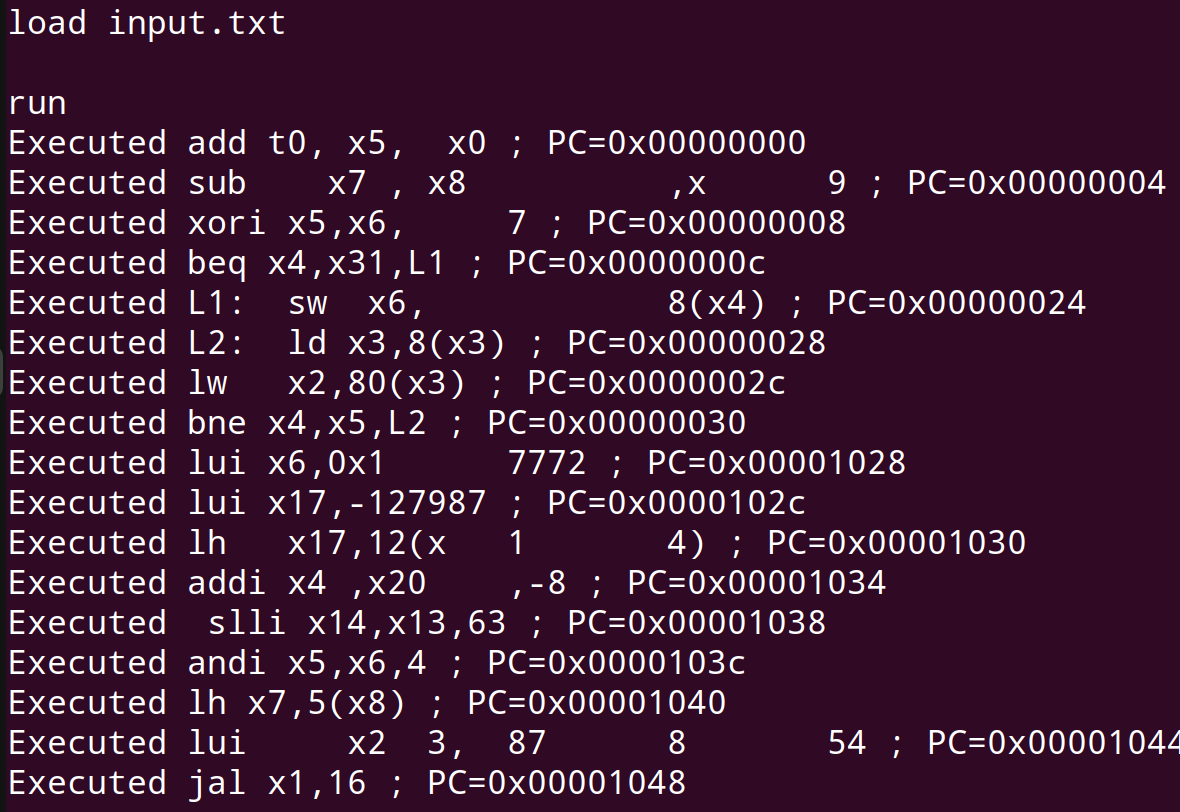 load input.txt
run
Executed add t0, x5,  x0 ; PC=0x00000000
Executed sub    x7 , x8          ,x      9 ; PC=0x00000004
Executed xori x5,x6,     7 ; PC=0x00000008
Executed beq x4,x31,L1 ; PC=0x0000000c
Executed L1:  sw  x6,            8(x4) ; PC=0x00000024
Executed L2:  ld x3,8(x3) ; PC=0x00000028
Executed lw   x2,80(x3) ; PC=0x0000002c
Executed bne x4,x5,L2 ; PC=0x00000030
Executed lui x6,0x1      7772 ; PC=0x00001028
Executed lui x17,-127987 ; PC=0x0000102c
Executed lh   x17,12(x   1       4) ; PC=0x00001030
Executed addi x4 ,x20    ,-8 ; PC=0x00001034
Executed  slli x14,x13,63 ; PC=0x00001038
Executed andi x5,x6,4 ; PC=0x0000103c
Executed lh x7,5(x8) ; PC=0x00001040
Executed lui     x2  3,  87      8       54 ; PC=0x00001044
Executed jal x1,16 ; PC=0x00001048